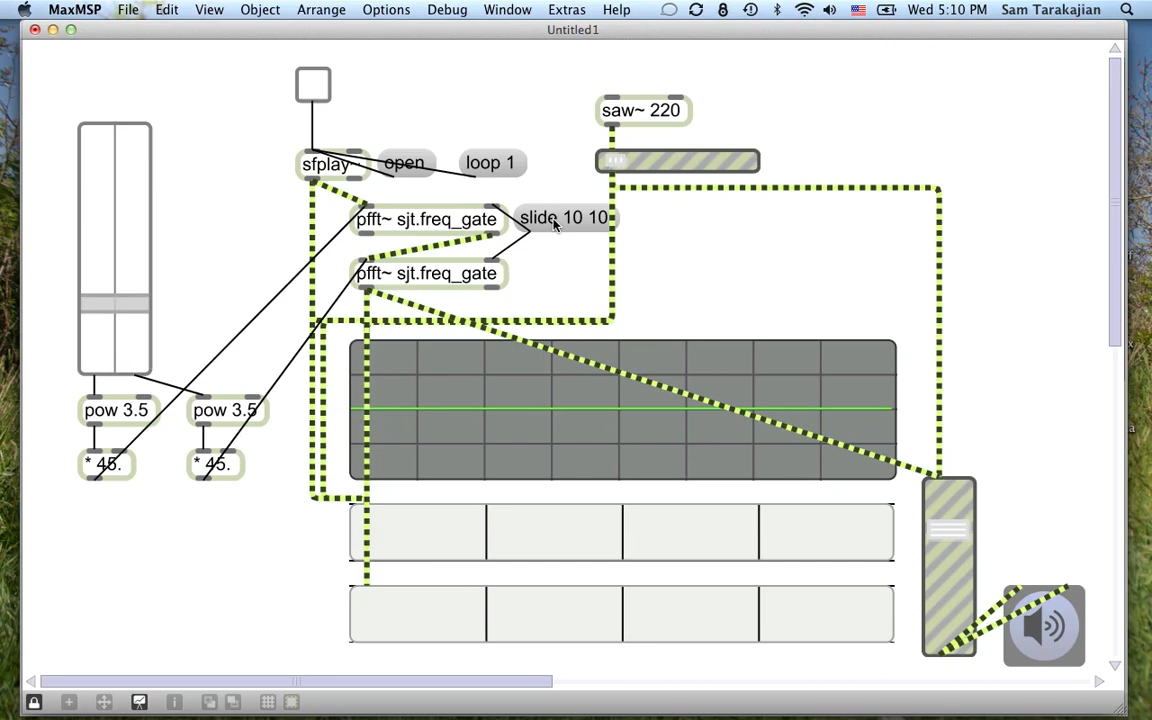 MaxMSP File Edit View Object Arrange Options Debug Window Extras Help Wed 5:10 PM Sam Tarakajian
Untitled1
saw~ 220
sfplay~ open loop 1
pfft~ sjt.freq_gate slide 10 10
pfft~ sjt.freq_gate
pow 3.5 pow 3.5
* 45. * 45.